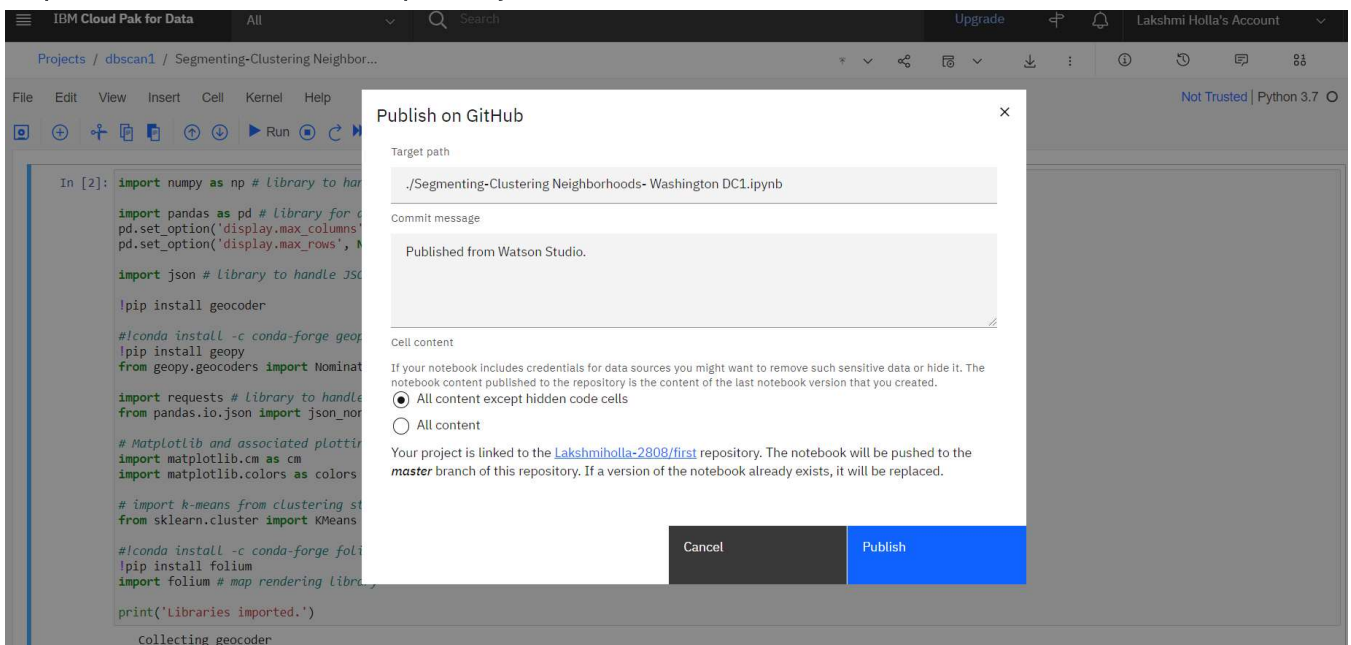 IBM Cloud Pak for Data All Search Upgrade Lakshmi Holla's Account
Projects / dbscan1 / Segmenting-Clustering Neighbor...
File Edit View Insert Cell Kernel Help Not Trusted | Python 3.7
Run
Publish on GitHub
Target path
./Segmenting-Clustering Neighborhoods- Washington DC1.ipynb
Commit message
Published from Watson Studio.
Cell content
If your notebook includes credentials for data sources you might want to remove such sensitive data or hide it. The
notebook content published to the repository is the content of the last notebook version that you created.
All content except hidden code cells
All content
Your project is linked to the Lakshmiholla-2808/first repository. The notebook will be pushed to the
master branch of this repository. If a version of the notebook already exists, it will be replaced.
Cancel Publish
In [2]: import numpy as np # library to
import pandas as pd # library for
pd.set_option('display.max_columns'
pd.set_option('display.max_rows',
import json # library to handle
!pip install geocoder
#!conda install -c conda-forge
!pip install geopy
from geopy.geocoders import
import requests # library to handle
from pandas.io.json import
# Matplotlib and associated
import matplotlib.cm as cm
import matplotlib.colors as colors
# import k-means from clustering
from sklearn.cluster import KMeans
#!conda install -c conda-forge
!pip install folium
import folium # map rendering
print('Libraries imported.')
Collecting geocoder